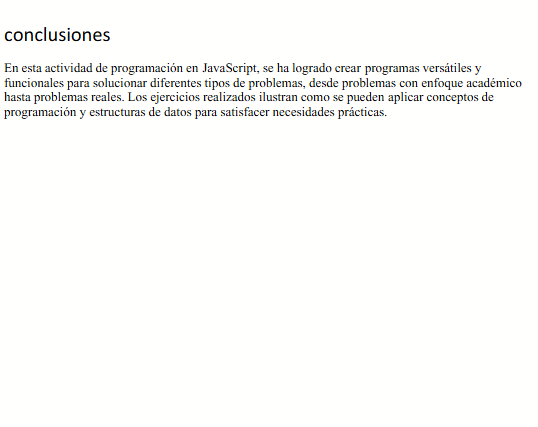 conclusiones
En esta actividad de programación en JavaScript, se ha logrado crear programas versátiles y
funcionales para solucionar diferentes tipos de problemas, desde problemas con enfoque académico
hasta problemas reales. Los ejercicios realizados ilustran como se pueden aplicar conceptos de
programación y estructuras de datos para satisfacer necesidades prácticas.